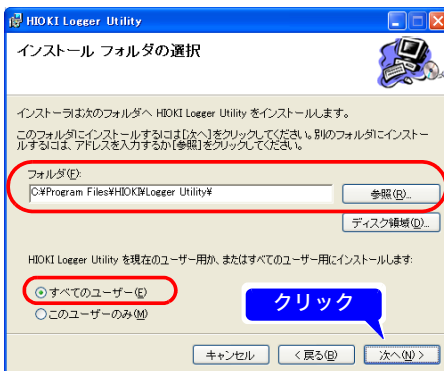 HIOKI Logger Utility
インストール フォルダの選択
インストーラは次のフォルダへ HIOKI Logger Utility をインストールします。
このフォルダにインストールするには[次へ]をクリックしてください。別のフォルダにインストー
ルするには、アドレスを入力するか[参照]をクリックしてください。
フォルダ(F):
C:¥Program Files¥HIOKI¥Logger Utility¥
参照(R)...
ディスク領域(D)...
HIOKI Logger Utility を現在のユーザー用か、またはすべてのユーザー用にインストールします:
すべてのユーザー(E)
このユーザーのみ(M)
クリック
キャンセル
< 戻る(B)
次へ(N) >